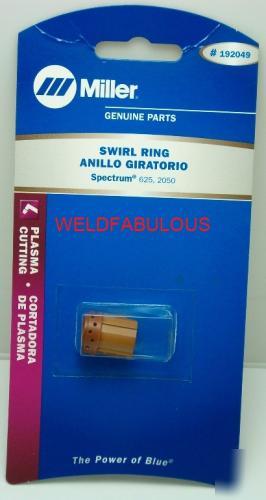 # 192049
Miller
GENUINE PARTS
SWIRL RING
ANILLO GIRATORIO
Spectrum® 625, 2050
WELDFABULOUS
PLASMA CUTTING • CORTADORA DE PLASMA
The Power of Blue®